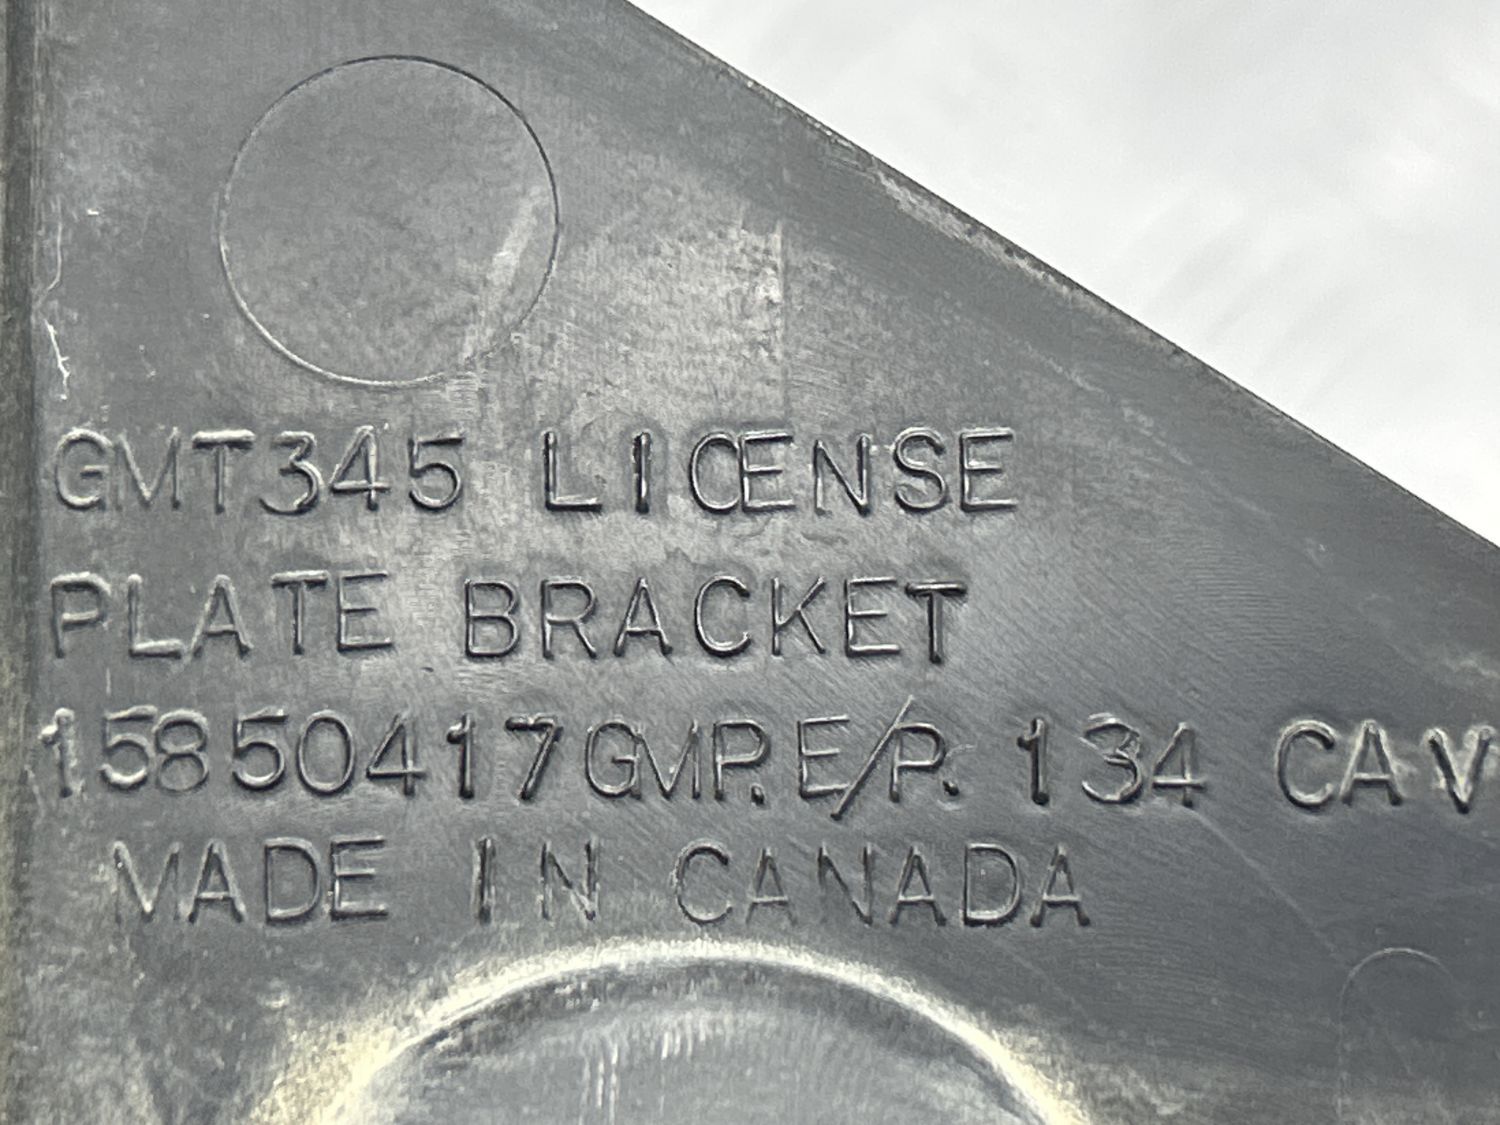 GMT345 LICENSE
PLATE BRACKET
15850417GMP.E/P. 134 CAV
MADE IN CANADA